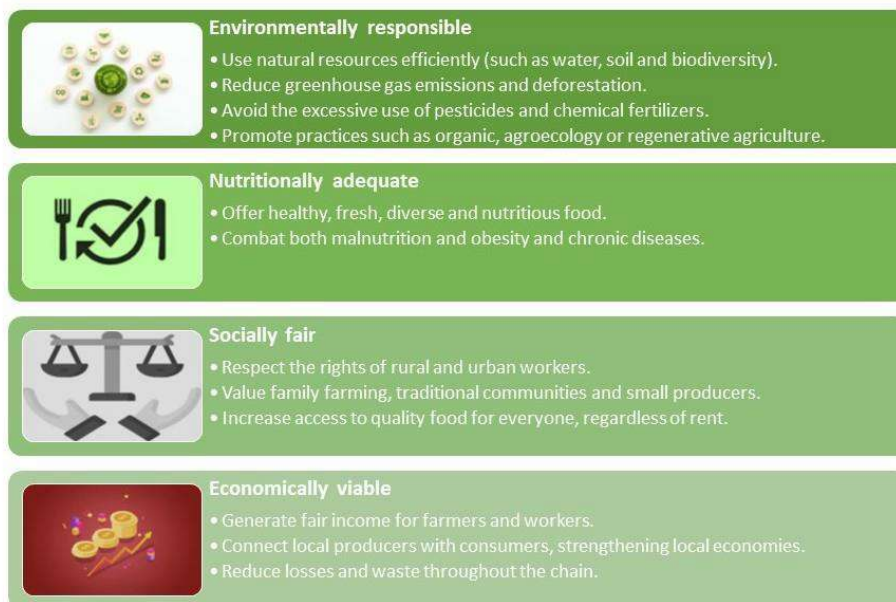 Environmentally responsible
• Use natural resources efficiently (such as water, soil and biodiversity).
• Reduce greenhouse gas emissions and deforestation.
• Avoid the excessive use of pesticides and chemical fertilizers.
• Promote practices such as organic, agroecology or regenerative agriculture.
Nutritionally adequate
• Offer healthy, fresh, diverse and nutritious food.
• Combat both malnutrition and obesity and chronic diseases.
Socially fair
• Respect the rights of rural and urban workers.
• Value family farming, traditional communities and small producers.
• Increase access to quality food for everyone, regardless of rent.
Economically viable
• Generate fair income for farmers and workers.
• Connect local producers with consumers, strengthening local economies.
• Reduce losses and waste throughout the chain.